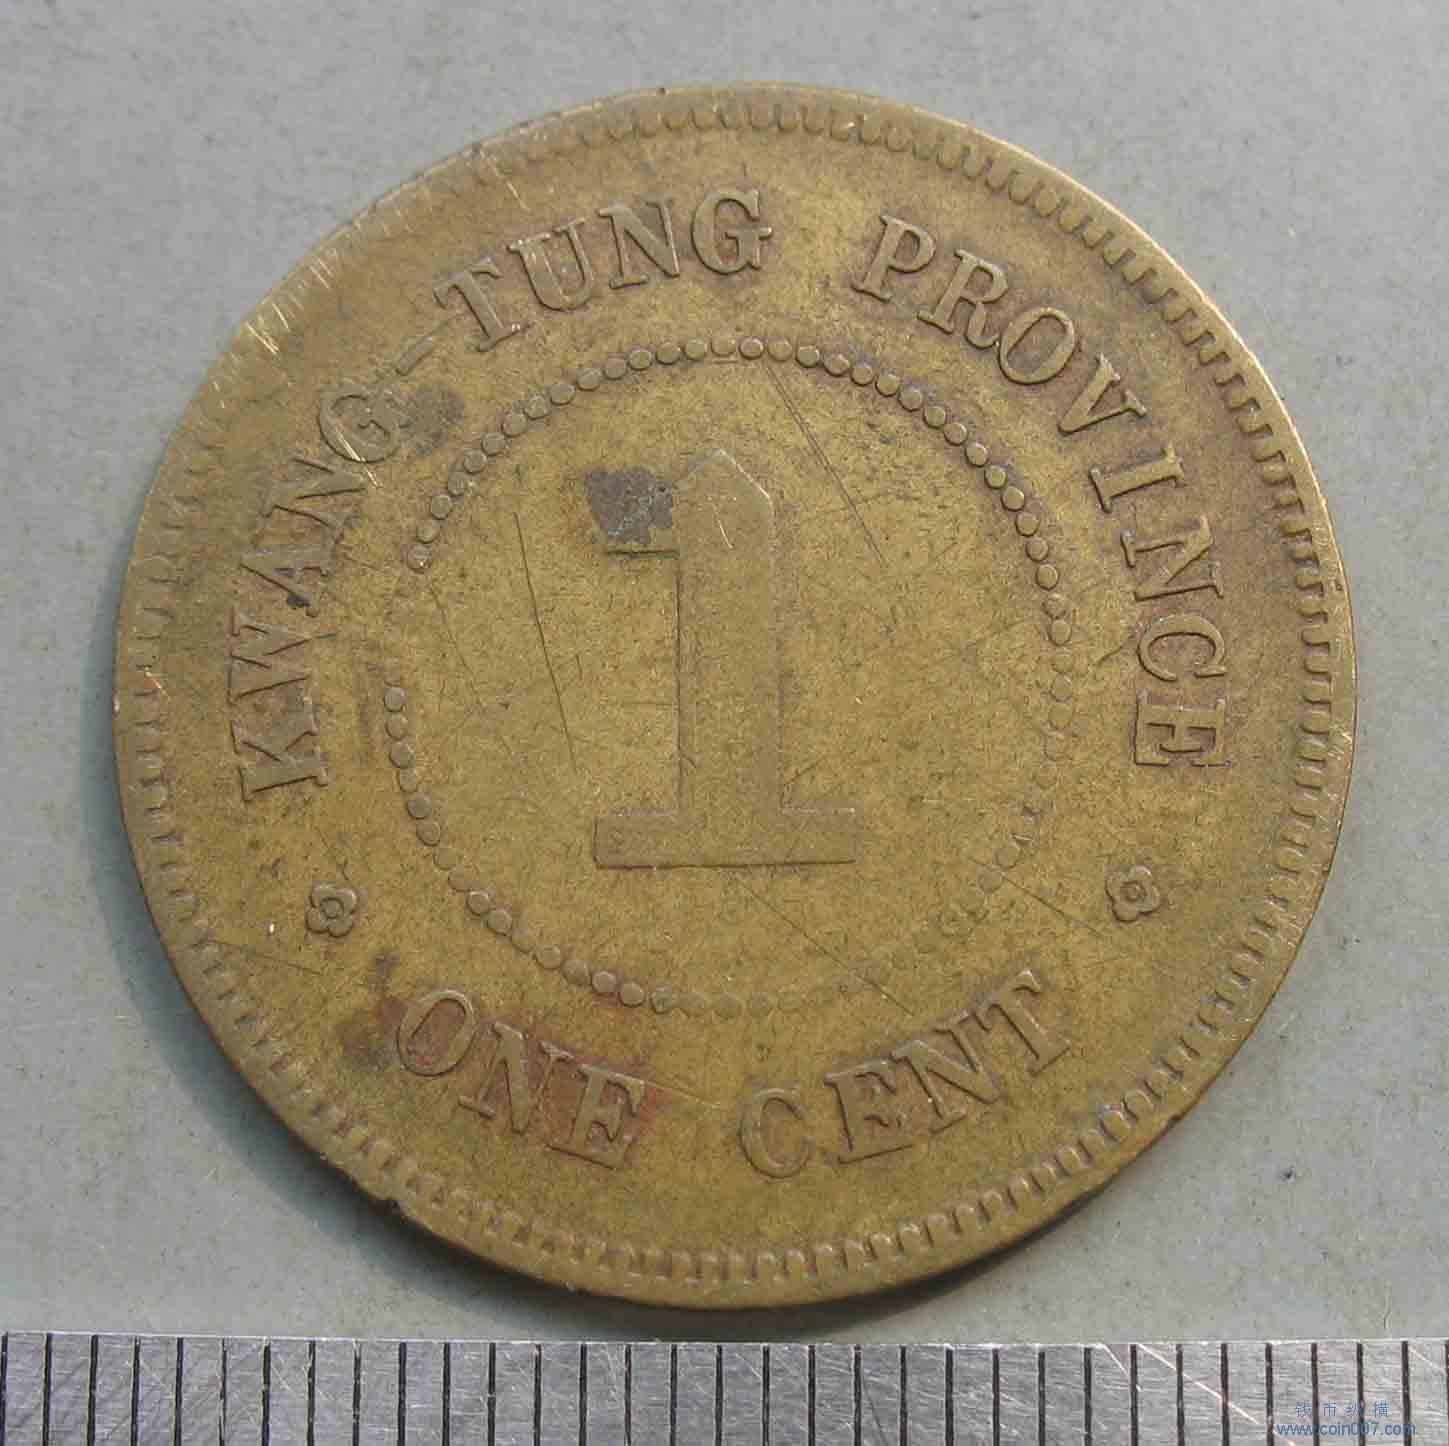 KWANG-TUNG PROVINCE
1
ONE CENT
钱币纵横
www.coin007.com